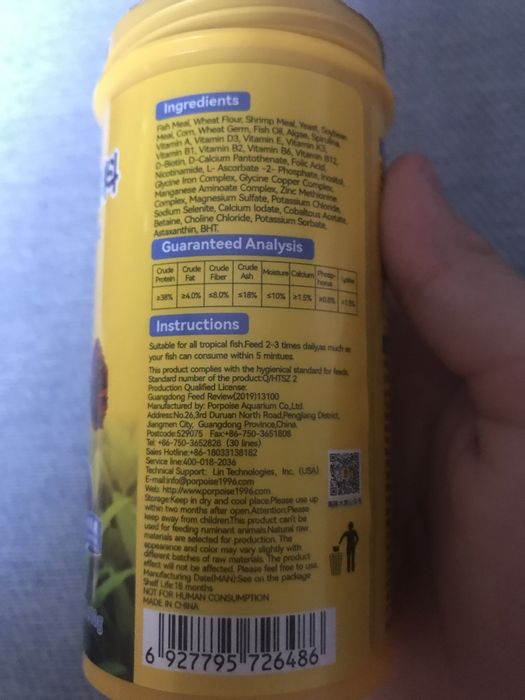 Ingredients
Fish Meal, Wheat Flour, Shrimp Meal, Yeast, Soybean
Meal, Corn, Wheat Germ, Fish Oil, Algae, Spirulina,
Vitamin A, Vitamin D3, Vitamin E, Vitamin K3,
Vitamin B1, Vitamin B2, Vitamin B6, Vitamin B12,
D-Biotin, D-Calcium Pantothenate, Folic Acid,
Nicotinamide, L- Ascorbate -2- Phosphate, Inositol,
Glycine Iron Complex, Glycine Copper Complex,
Manganese Aminoate Complex, Zinc Methionine
Complex, Magnesium Sulfate, Potassium Chloride,
Sodium Selenite, Calcium Iodate, Cobaltous Acetate,
Betaine, Choline Chloride, Potassium Sorbate,
Astaxanthin, BHT.
Guaranteed Analysis
Crude Protein Crude Fat Crude Fiber Crude Ash Moisture Calcium Phosp-horus Lysine
≥38% ≥4.0% ≤8.0% ≤18% ≤10% ≥1.5%
Instructions
Suitable for all tropical fish.Feed 2-3 times daily,as much as
your fish can consume within 5 mintues.
This product complies with the hygienical standard for feeds.
Standard number of the product:Q/HTSZ 2
Production Qualified License:
Guangdong Feed Review(2019)13100
Manufactured by: Porpoise Aquarium Co.,Ltd.
Address:No.26,3rd Duruan North Road,Pengjiang District,
Jiangmen City, Guangdong Province,China.
Postcode:529075 Fax:+86-750-3651808
Tel: +86-750-3652828 (30 lines)
Sales Hotline:+86-18033138182
Service line:400-018-2036
Technical Support: Lin Technologies, Inc. (USA)
E-mail:info@porpoise1996.com
Web: http://www.porpoise1996.com
Storage:Keep in dry and cool place.Please use up
within two months after open.Attention:Please
keep away from children.This product can't be
used for feeding ruminant animals.Natural raw
materials are selected for production. The
appearance and color may vary slightly with
different batches of raw materials. The product
effect will not be affected. Please feel free to use.
Manufacturing Date(MAN):See on the package
Shelf Life:18 months
NOT FOR HUMAN CONSUMPTION
MADE IN CHINA
6 927795 726486